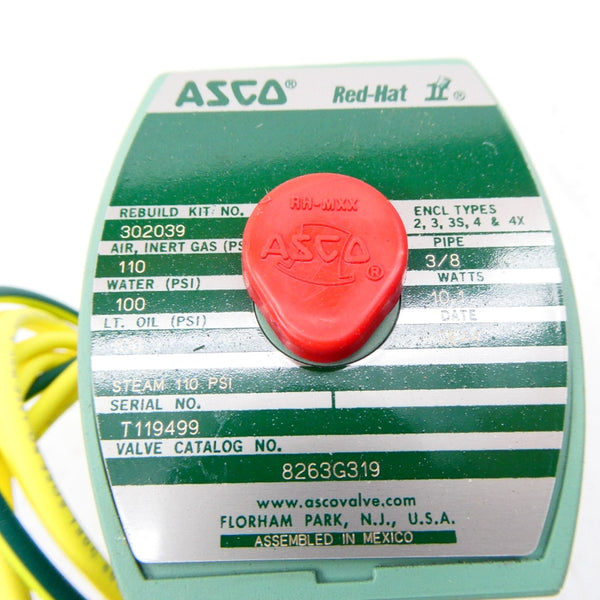 ASCO® Red-Hat II®
REBUILD KIT NO. ENCL TYPES
302039 2, 3, 3S, 4 & 4X
AIR, INERT GAS (PS PIPE
110 3/8
WATER (PSI) WATTS
100
LT. OIL (PSI) DATE
RH-MXX
ASCO®
STEAM 110 PSI
SERIAL NO.
T119499
VALVE CATALOG NO.
8263G319
www.ascovalve.com
FLORHAM PARK, N.J., U.S.A.
ASSEMBLED IN MEXICO